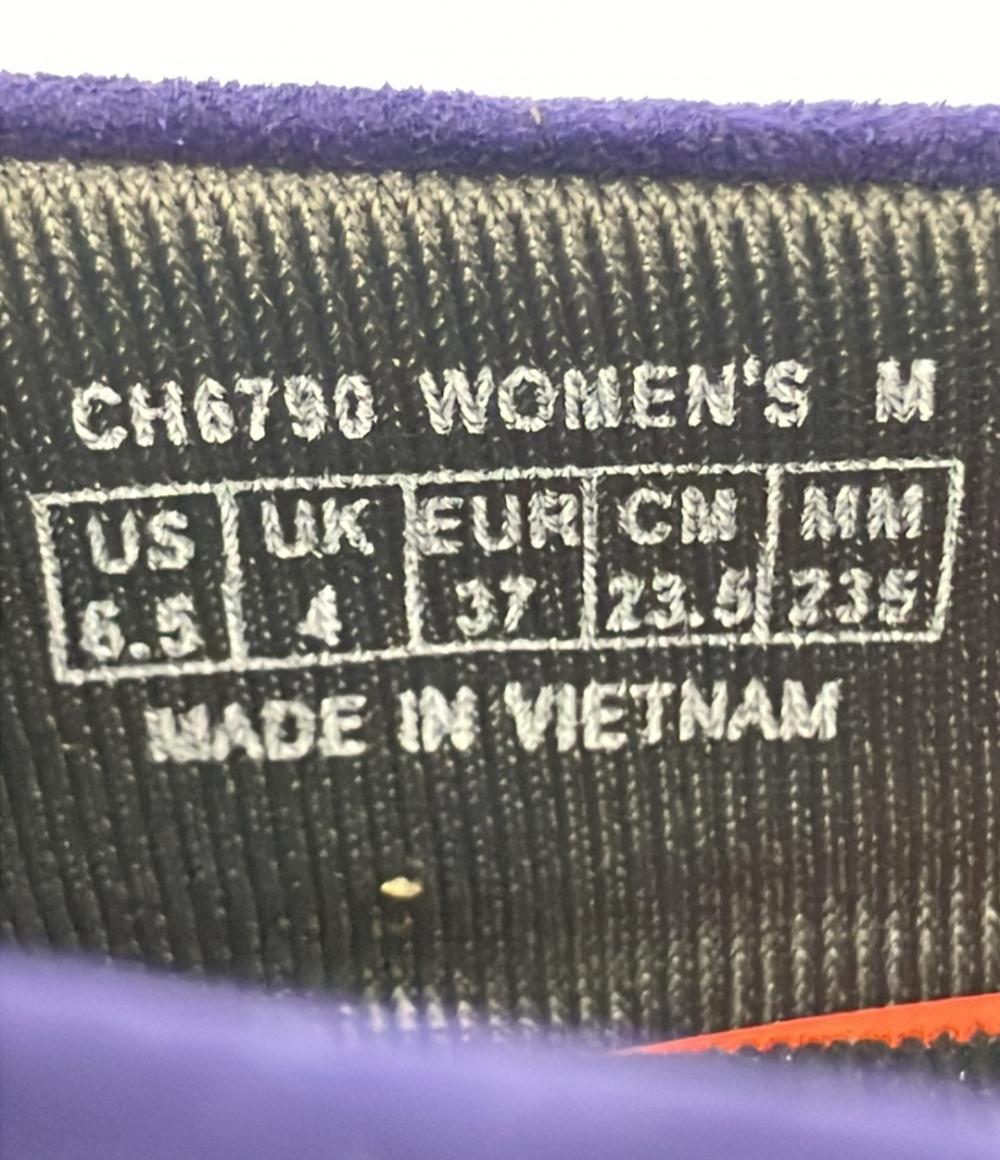 CH6790 WOMEN'S M
US UK EUR CM MM
6.5 4 37 23.5 235
MADE IN VIETNAM